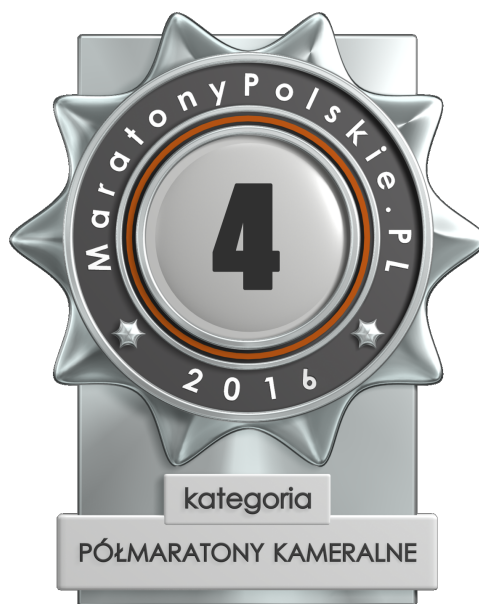 MaratonyPolskie.PL
4
2016
kategoria
PÓŁMARATONY KAMERALNE